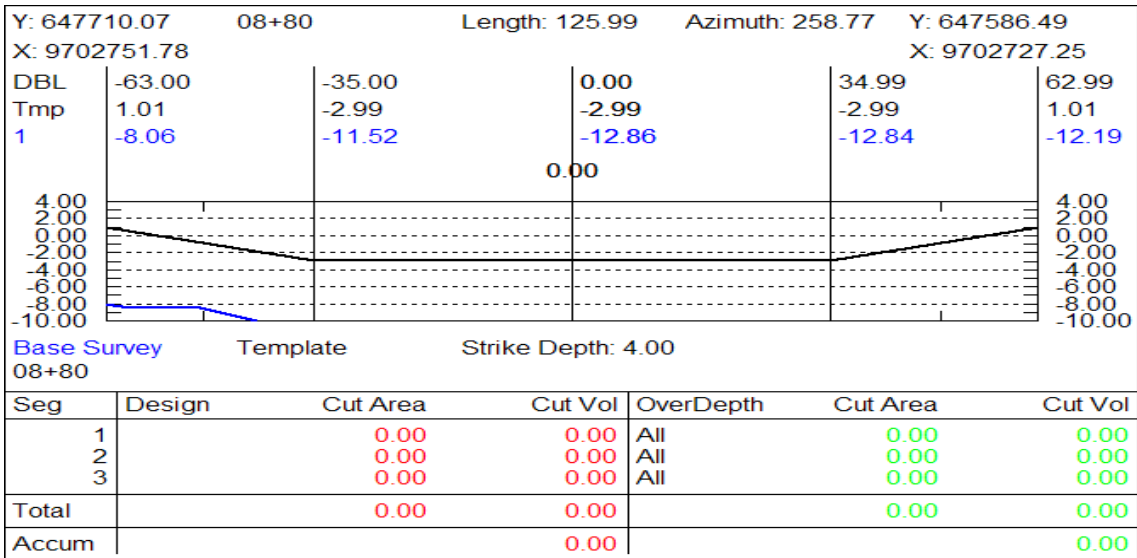 Y: 647710.07 08+80 Length: 125.99 Azimuth: 258.77 Y: 647586.49
X: 9702751.78 X: 9702727.25
DBL -63.00 -35.00 0.00 34.99 62.99
Tmp 1.01 -2.99 -2.99 -2.99 1.01
1 -8.06 -11.52 -12.86 -12.84 -12.19
0.00
4.00 4.00
2.00 2.00
0.00 0.00
-2.00 -2.00
-4.00 -4.00
-6.00 -6.00
-8.00 -8.00
-10.00 -10.00
Base Survey Template Strike Depth: 4.00
08+80
Seg Design Cut Area Cut Vol OverDepth Cut Area Cut Vol
1 0.00 0.00 All 0.00 0.00
2 0.00 0.00 All 0.00 0.00
3 0.00 0.00 All 0.00 0.00
Total 0.00 0.00 0.00 0.00
Accum 0.00 0.00